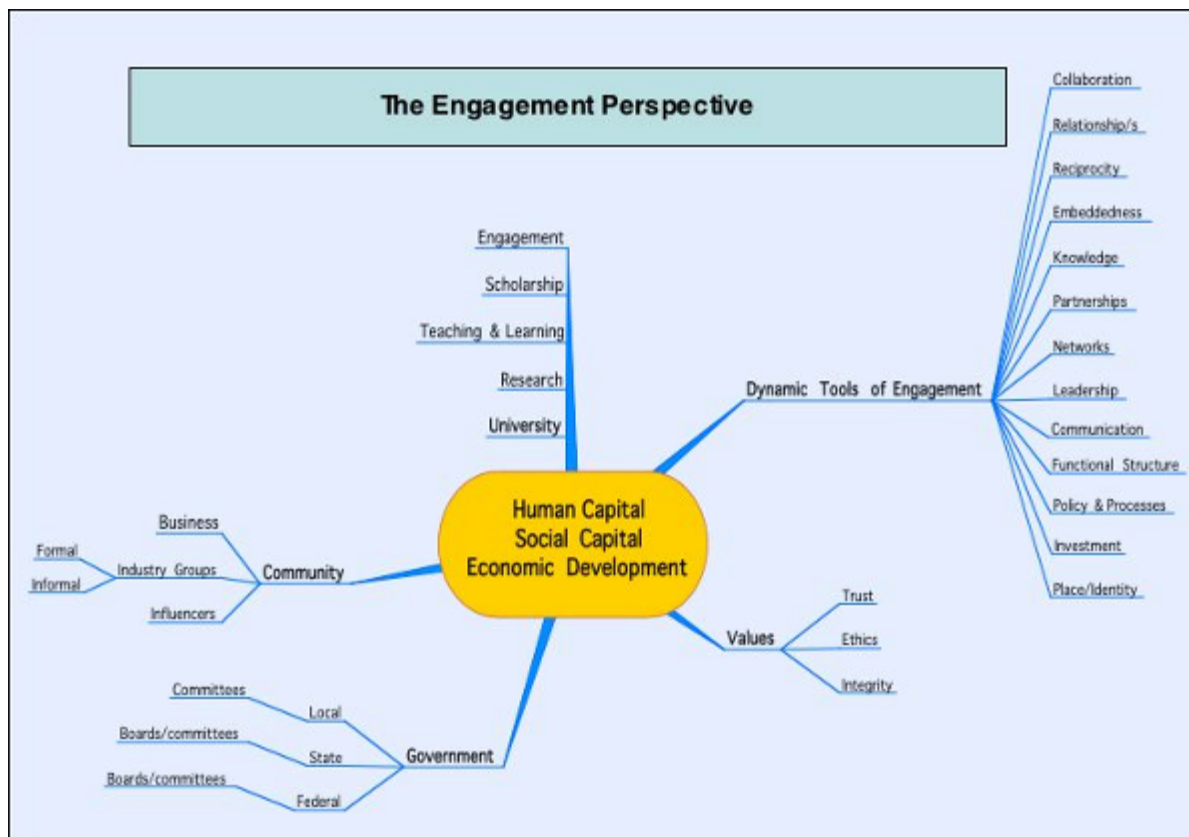 The Engagement Perspective
Collaboration
Relationship/s
Reciprocity
Embeddedness
Knowledge
Partnerships
Networks
Leadership
Communication
Functional Structure
Policy & Processes
Investment
Place/Identity
Dynamic Tools of Engagement
Engagement
Scholarship
Teaching & Learning
Research
University
Human Capital
Social Capital
Economic Development
Business
Formal
Industry Groups
Informal
Community
Influencers
Trust
Values
Ethics
Integrity
Committees
Local
Boards/committees
State
Government
Boards/committees
Federal